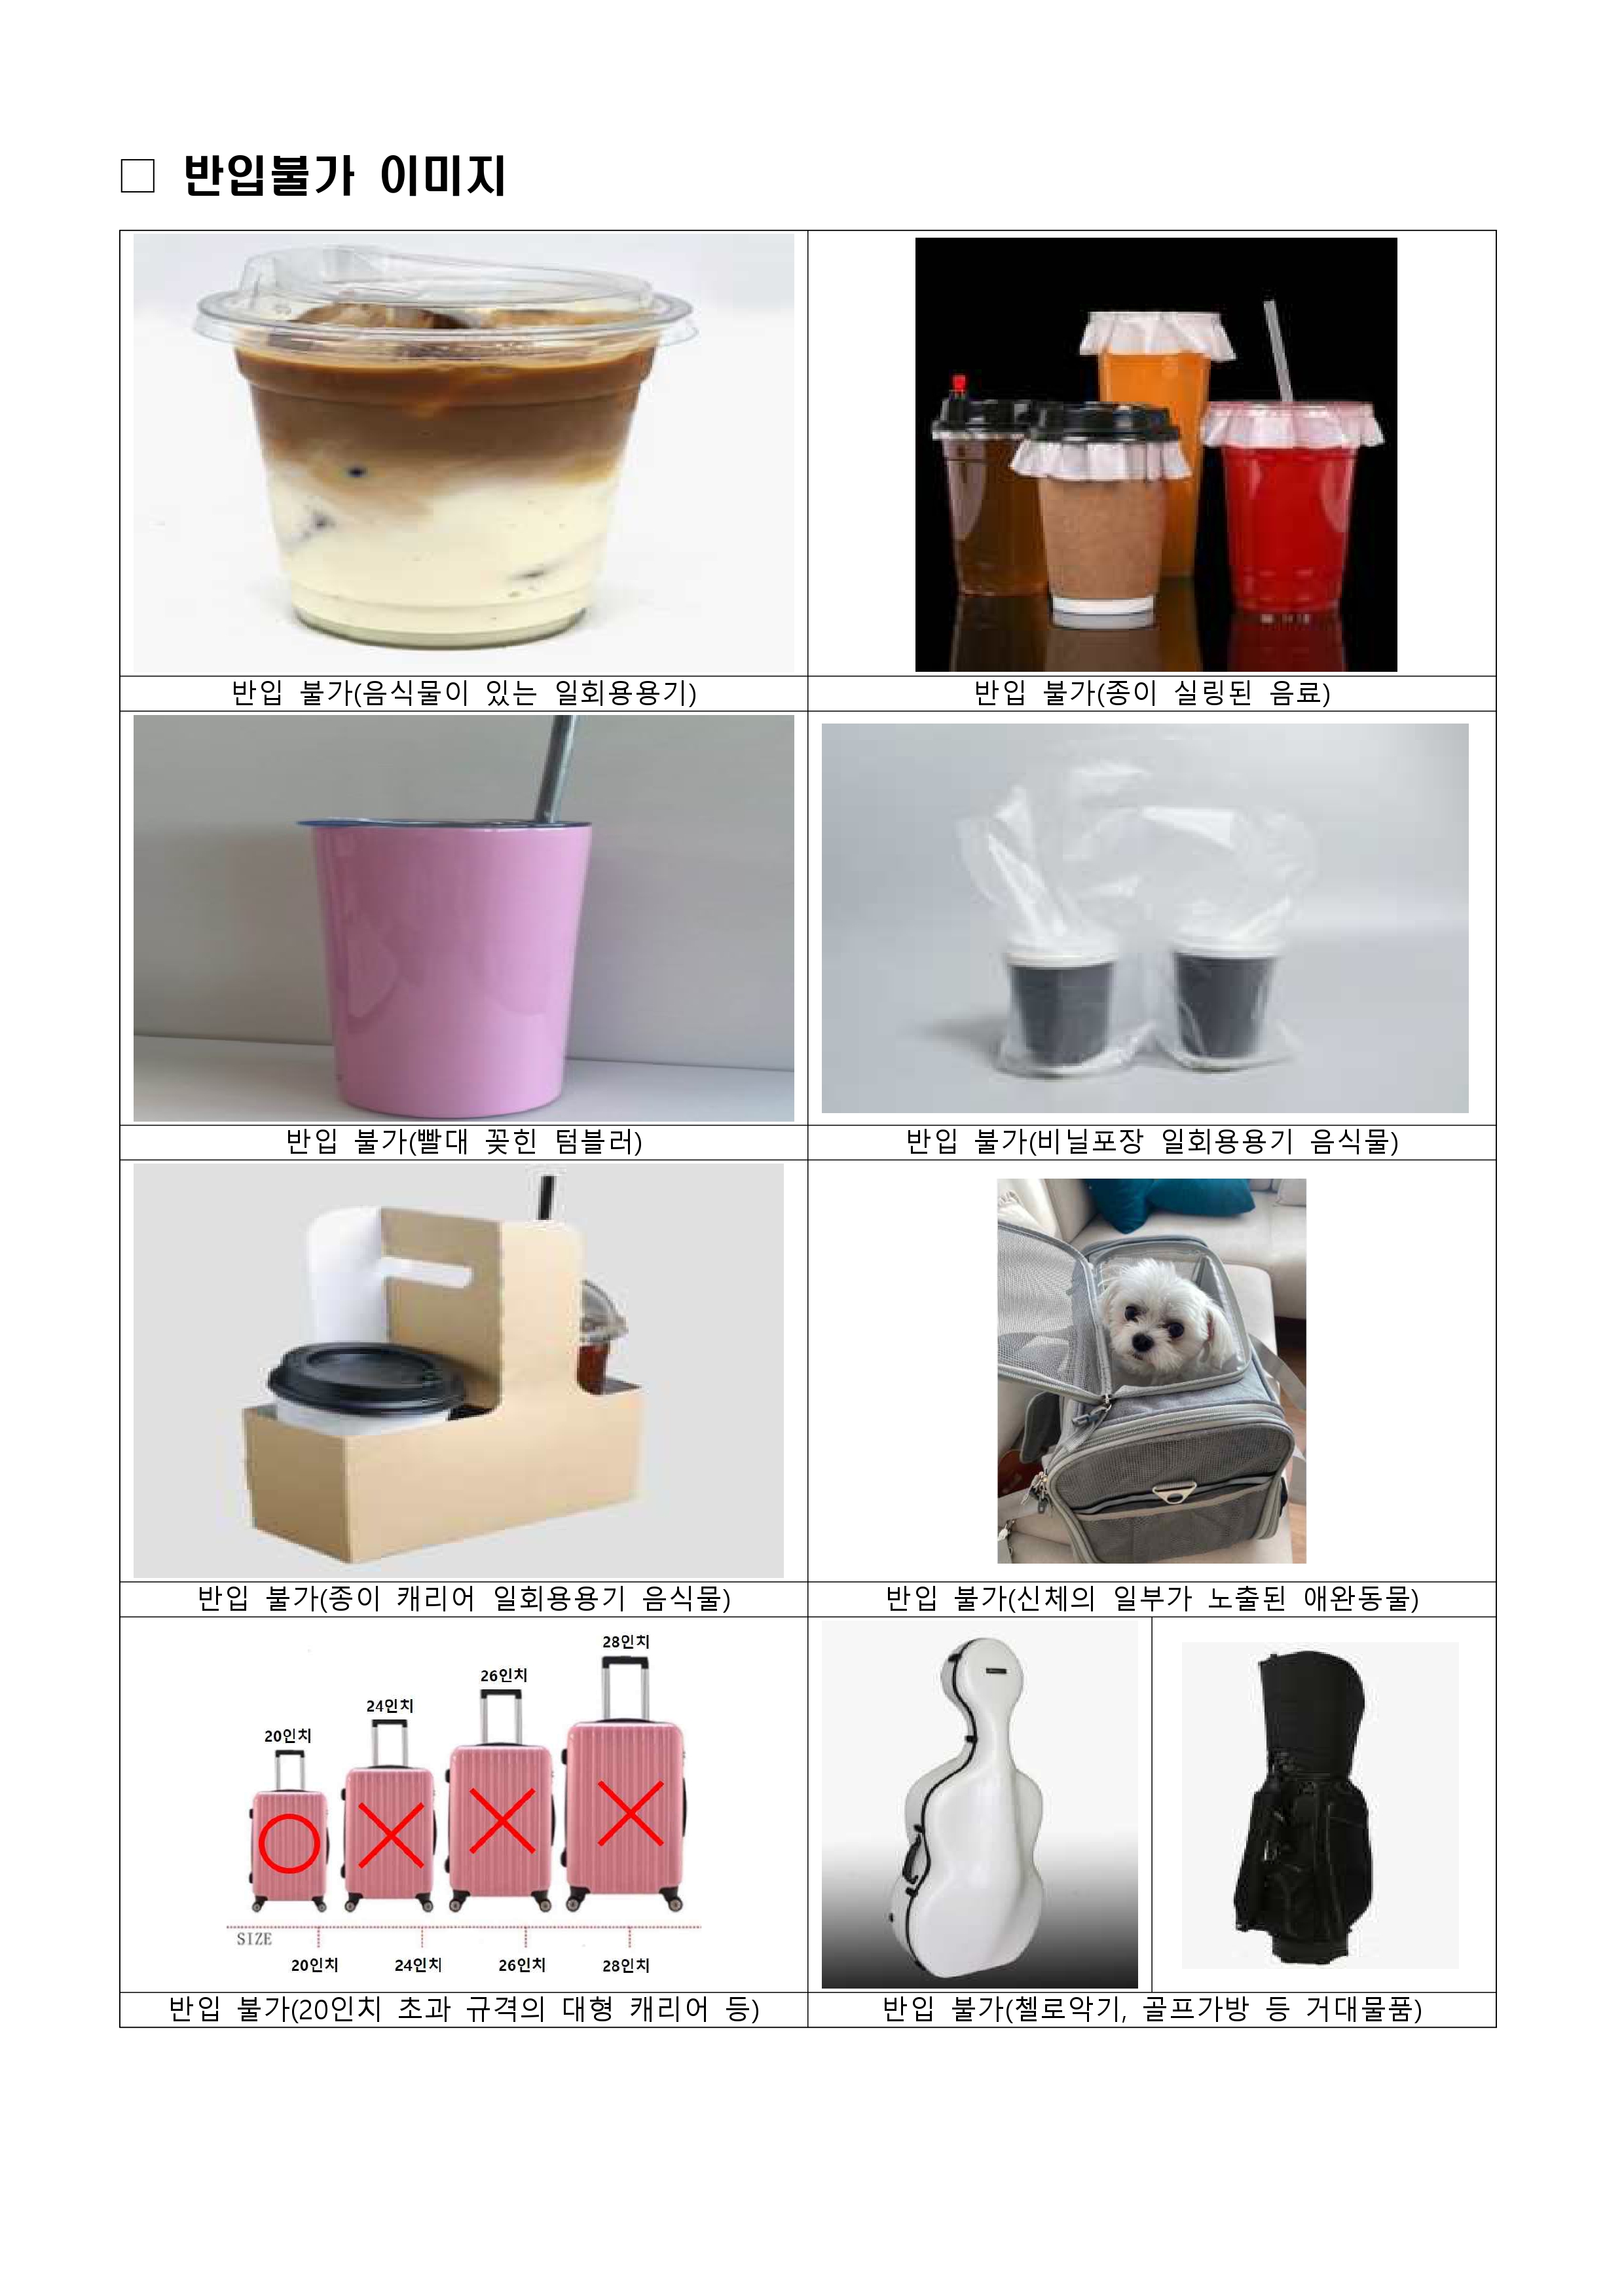 □ 반입불가 이미지
반입 불가(음식물이 있는 일회용용기)
반입 불가(종이 실링된 음료)
반입 불가(빨대 꽂힌 텀블러)
반입 불가(비닐포장 일회용용기 음식물)
반입 불가(종이 캐리어 일회용용기 음식물)
반입 불가(신체의 일부가 노출된 애완동물)
20인치
24인치
26인치
28인치
SIZE
20인치
24인치
26인치
28인치
반입 불가(20인치 초과 규격의 대형 캐리어 등)
반입 불가(첼로악기, 골프가방 등 거대물품)